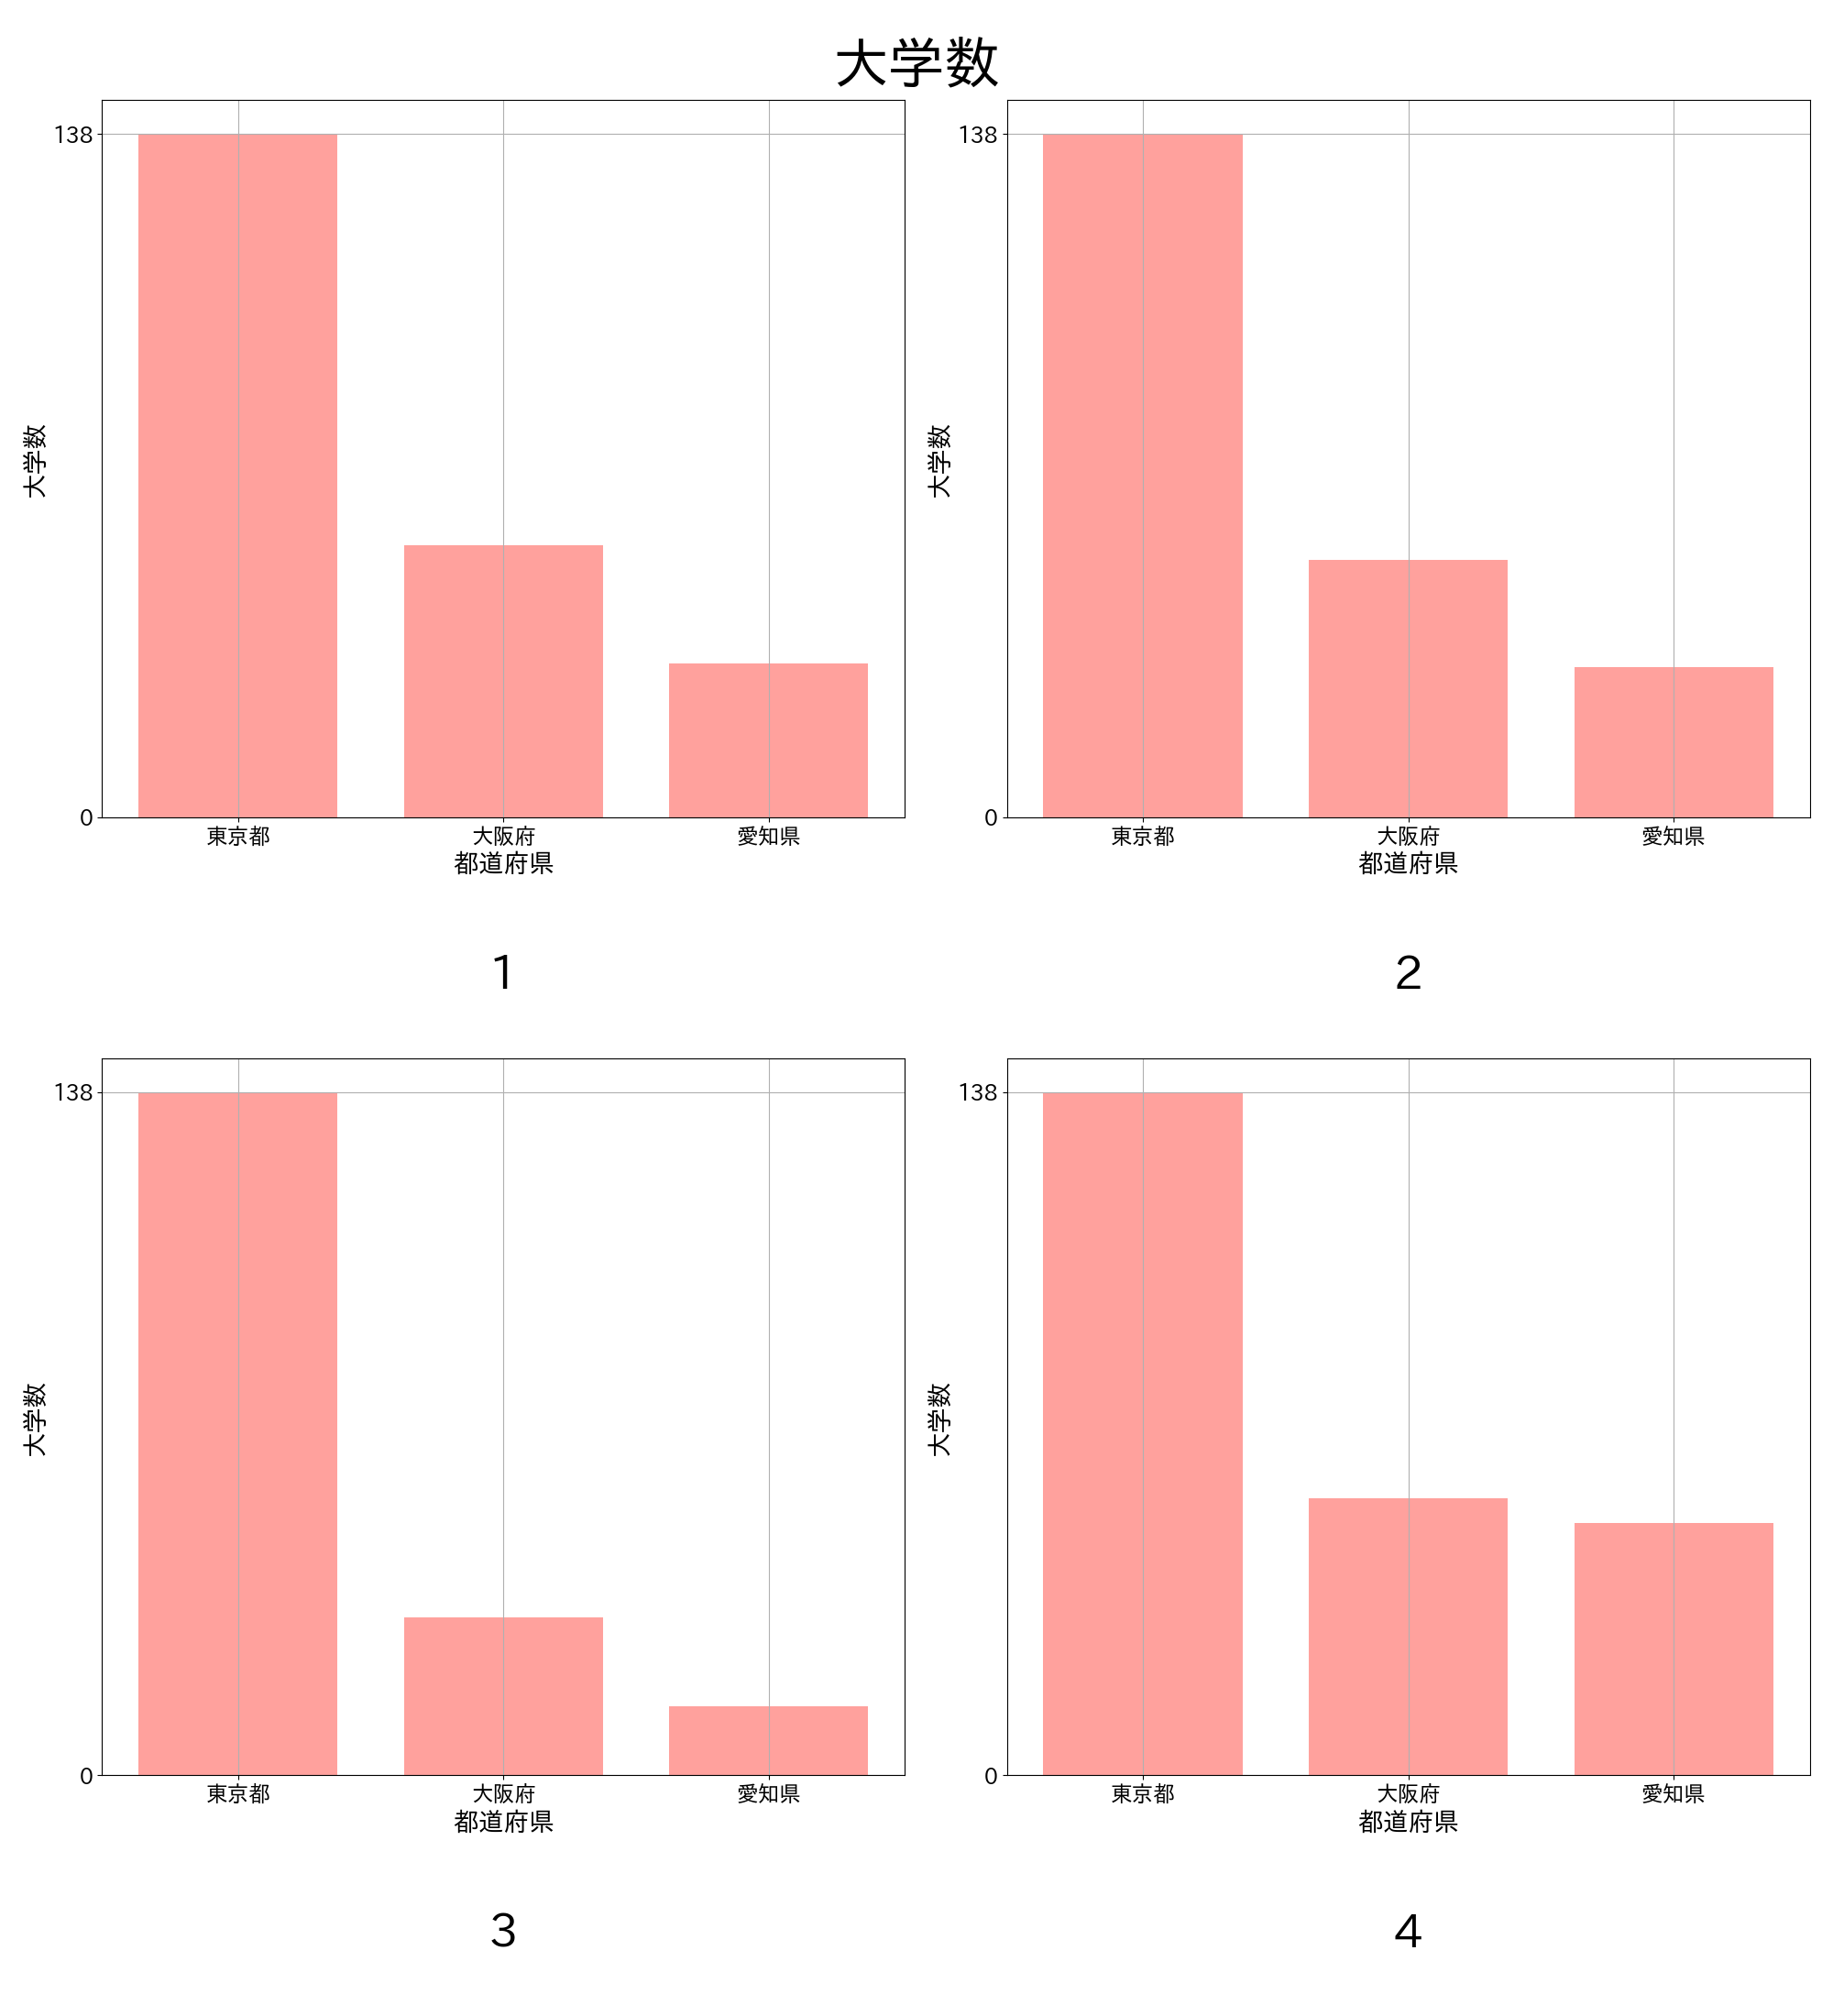 大学数
138
大学数
0
東京都 大阪府 愛知県
都道府県
1
138
大学数
0
東京都 大阪府 愛知県
都道府県
2
138
大学数
0
東京都 大阪府 愛知県
都道府県
3
138
大学数
0
東京都 大阪府 愛知県
都道府県
4